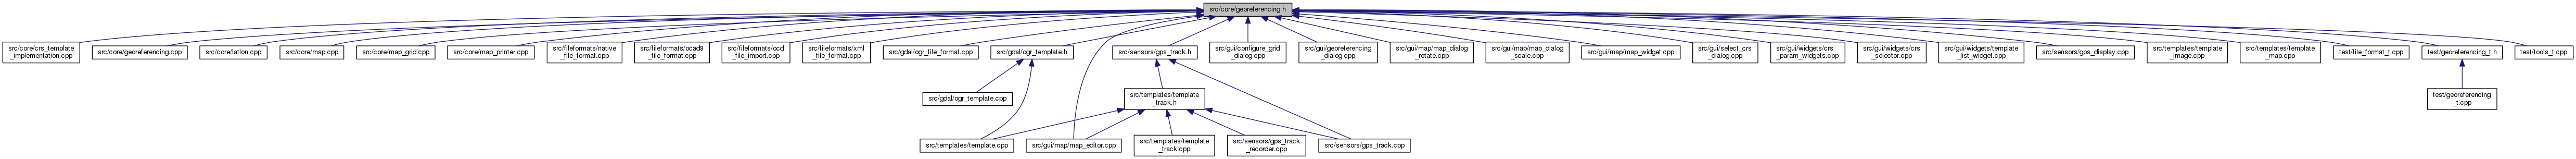 src/core/georeferencing.h
src/core/crs_template
_implementation.cpp
src/core/georeferencing.cpp
src/core/latlon.cpp
src/core/map.cpp
src/core/map_grid.cpp
src/core/map_printer.cpp
src/fileformats/native
_file_format.cpp
src/fileformats/ocad8
_file_format.cpp
src/fileformats/ocd
_file_import.cpp
src/fileformats/xml
_file_format.cpp
src/gdal/ogr_file_format.cpp
src/gdal/ogr_template.h
src/sensors/gps_track.h
src/gui/configure_grid
_dialog.cpp
src/gui/georeferencing
_dialog.cpp
src/gui/map/map_dialog
_rotate.cpp
src/gui/map/map_dialog
_scale.cpp
src/gui/map/map_widget.cpp
src/gui/select_crs
_dialog.cpp
src/gui/widgets/crs
_param_widgets.cpp
src/gui/widgets/crs
_selector.cpp
src/gui/widgets/template
_list_widget.cpp
src/sensors/gps_display.cpp
src/templates/template
_image.cpp
src/templates/template
_map.cpp
test/file_format_t.cpp
test/georeferencing_t.h
test/tools_t.cpp
src/gdal/ogr_template.cpp
src/templates/template
_track.h
test/georeferencing
_t.cpp
src/templates/template.cpp
src/gui/map/map_editor.cpp
src/templates/template
_track.cpp
src/sensors/gps_track
_recorder.cpp
src/sensors/gps_track.cpp